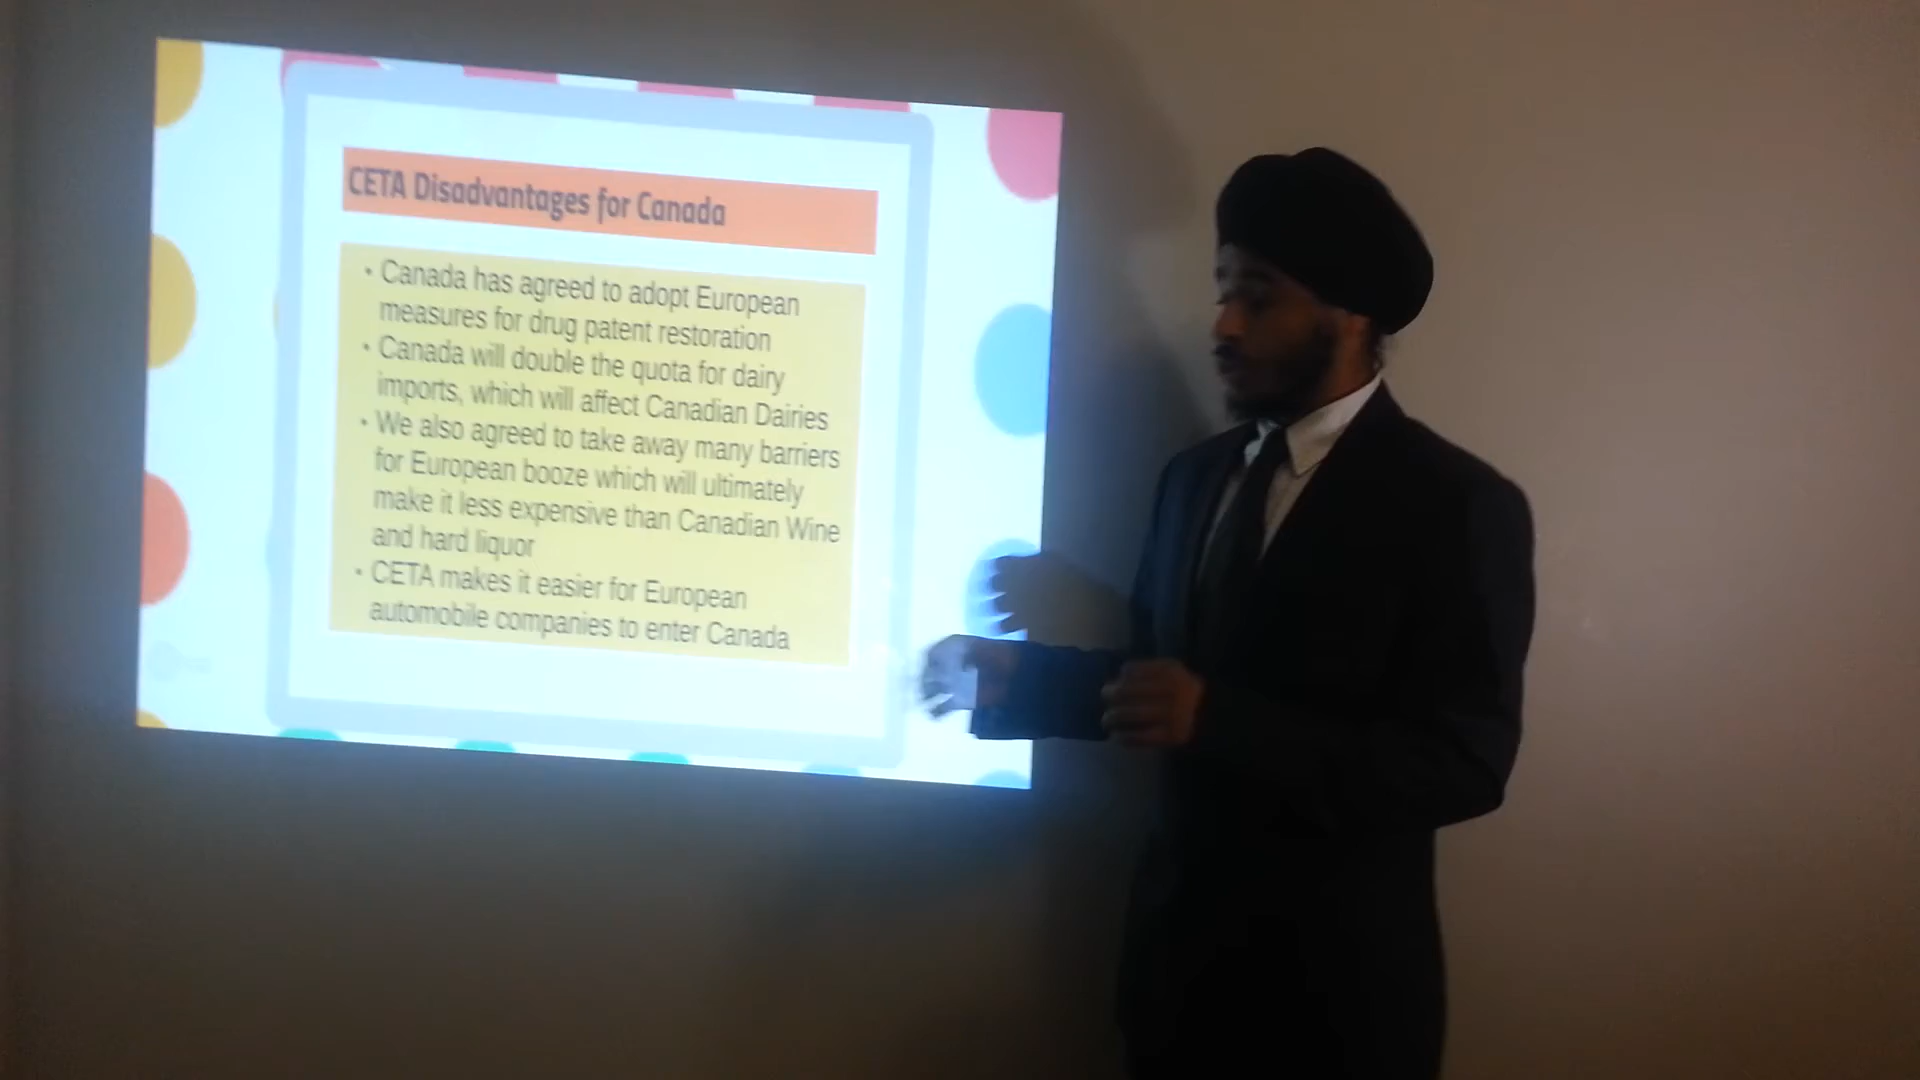 CETA Disadvantages for Canada
• Canada has agreed to adopt European
measures for drug patent restoration
• Canada will double the quota for dairy
imports, which will affect Canadian Dairies
• We also agreed to take away many barriers
for European booze which will ultimately
make it less expensive than Canadian Wine
and hard liquor
• CETA makes it easier for European
automobile companies to enter Canada